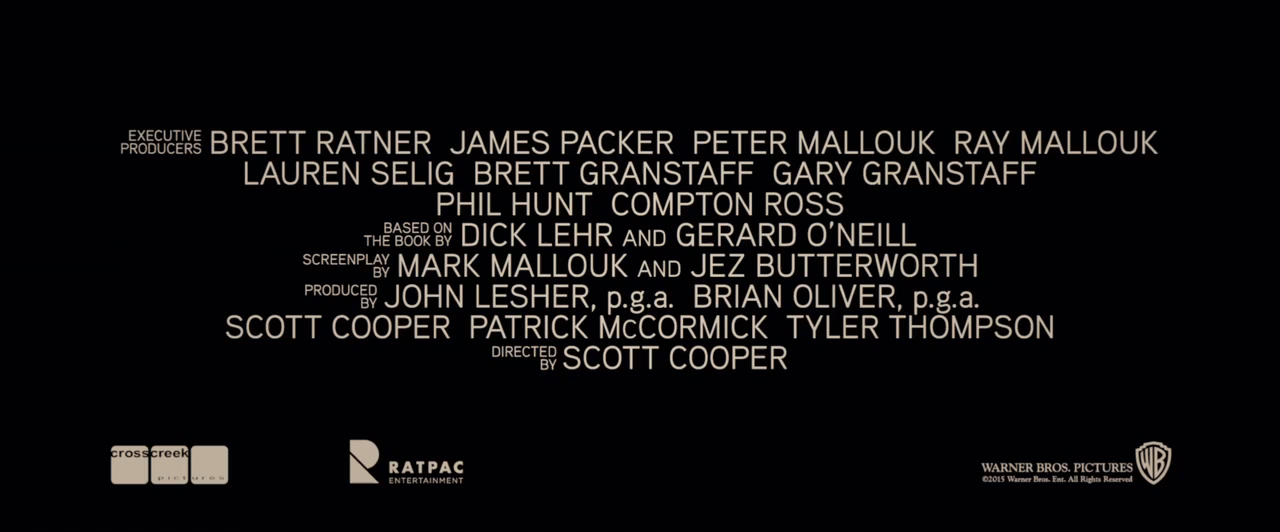 EXECUTIVE PRODUCERS BRETT RATNER JAMES PACKER PETER MALLOUK RAY MALLOUK
LAUREN SELIG BRETT GRANSTAFF GARY GRANSTAFF
PHIL HUNT COMPTON ROSS
BASED ON THE BOOK BY DICK LEHR AND GERARD O'NEILL
SCREENPLAY BY MARK MALLOUK AND JEZ BUTTERWORTH
PRODUCED BY JOHN LESHER, p.g.a. BRIAN OLIVER, p.g.a.
SCOTT COOPER PATRICK McCORMICK TYLER THOMPSON
DIRECTED BY SCOTT COOPER
crosscreek
pictures
RATPAC
ENTERTAINMENT
WARNER BROS. PICTURES
©2015 Warner Bros. Ent. All Rights Reserved
WB